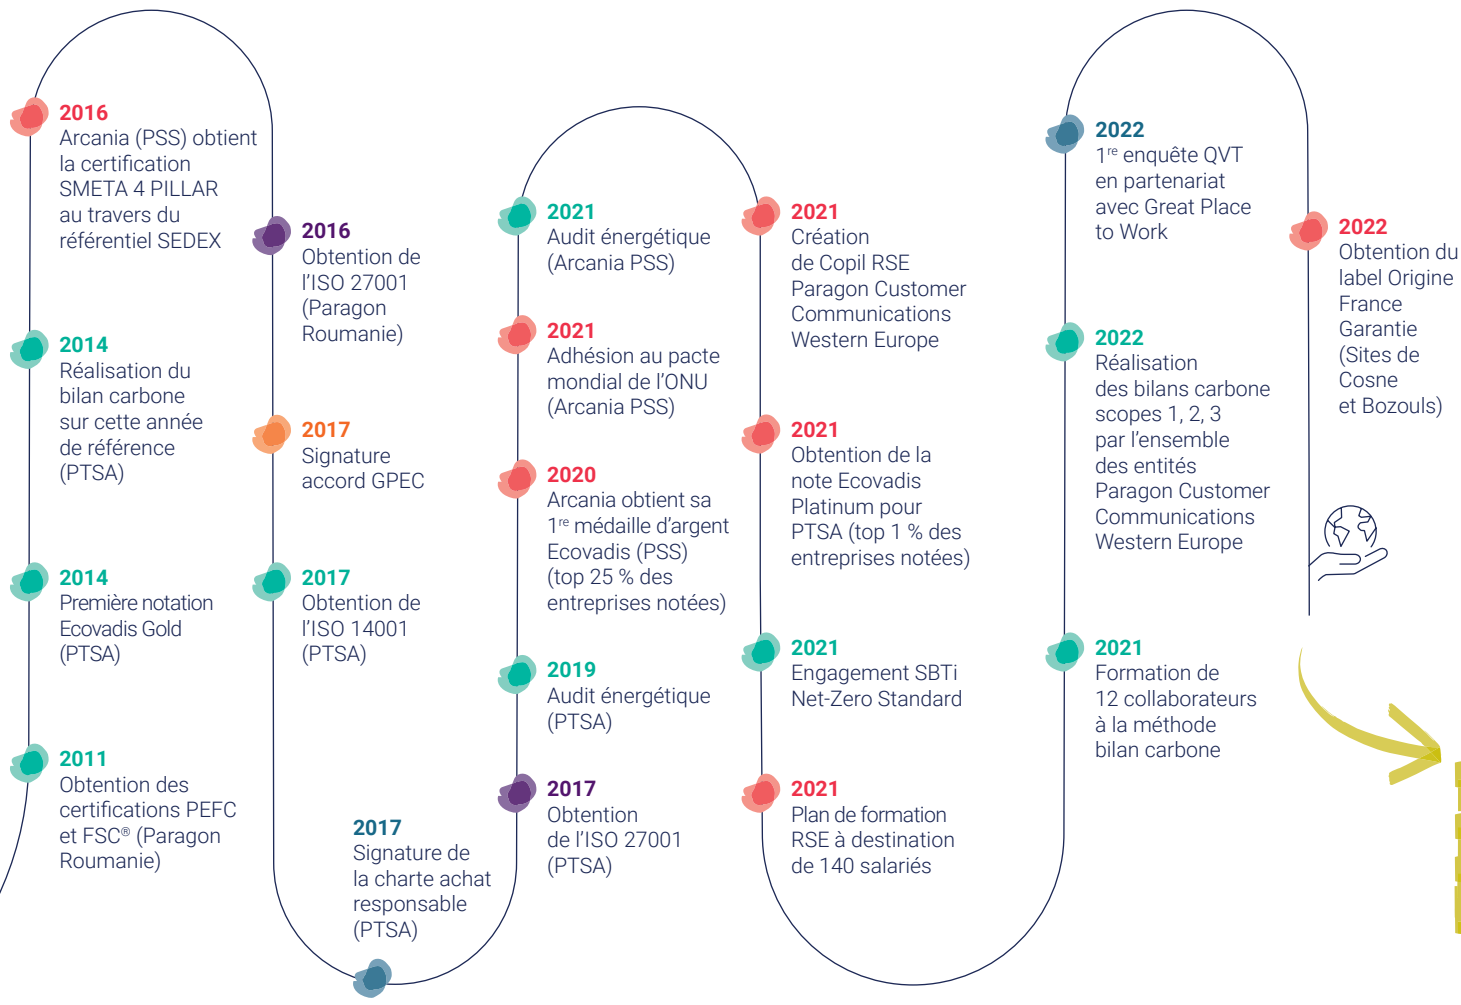 2016
Arcania (PSS) obtient
la certification
SMETA 4 PILLAR
au travers du
référentiel SEDEX
2014
Réalisation du
bilan carbone
sur cette année
de référence
(PTSA)
2014
Première notation
Ecovadis Gold
(PTSA)
2011
Obtention des
certifications PEFC
et FSC® (Paragon
Roumanie)
2016
Obtention de
l'ISO 27001
(Paragon
Roumanie)
2017
Signature
accord GPEC
2017
Obtention de
l'ISO 14001
(PTSA)
2017
Signature de
la charte achat
responsable
(PTSA)
2021
Audit énergétique
(Arcania PSS)
2021
Adhésion au pacte
mondial de l'ONU
(Arcania PSS)
2020
Arcania obtient sa
1re médaille d'argent
Ecovadis (PSS)
(top 25 % des
entreprises notées)
2019
Audit énergétique
(PTSA)
2017
Obtention
de l'ISO 27001
(PTSA)
2021
Création
de Copil RSE
Paragon Customer
Communications
Western Europe
2021
Obtention de la
note Ecovadis
Platinum pour
PTSA (top 1 % des
entreprises notées)
2021
Engagement SBTi
Net-Zero Standard
2021
Plan de formation
RSE à destination
de 140 salariés
2022
1re enquête QVT
en partenariat
avec Great Place
to Work
2022
Réalisation
des bilans carbone
scopes 1, 2, 3
par l'ensemble
des entités
Paragon Customer
Communications
Western Europe
2021
Formation de
12 collaborateurs
à la méthode
bilan carbone
2022
Obtention du
label Origine
France
Garantie
(Sites de
Cosne
et Bozouls)